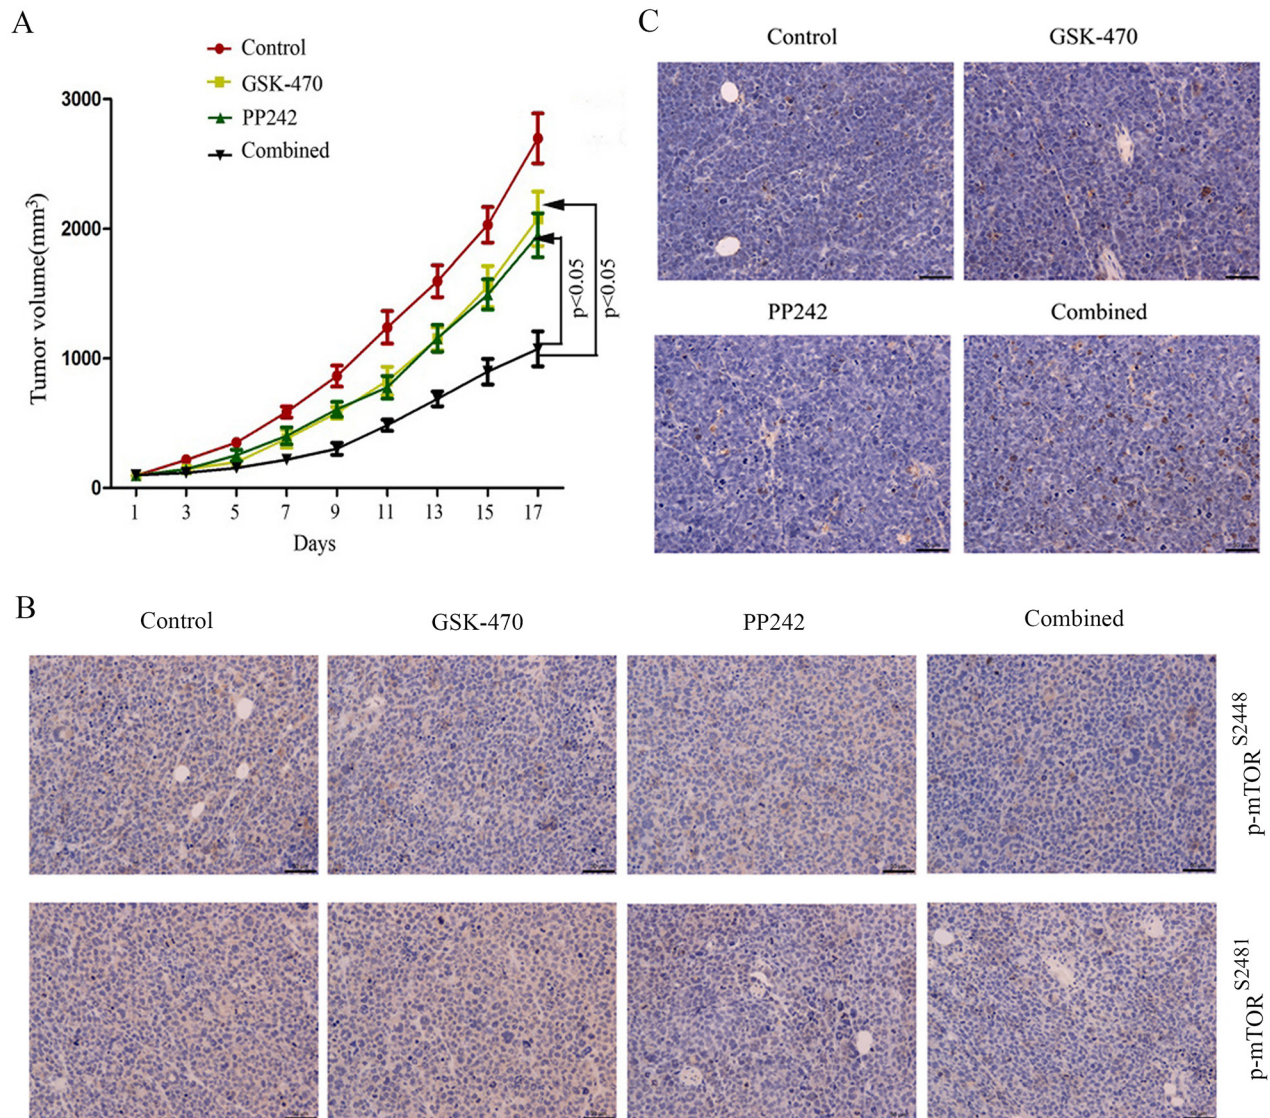 A
Control
GSK-470
PP242
Combined
3000
2000
1000
0
Tumor volume(mm³)
p<0.05
p<0.05
1 3 5 7 9 11 13 15 17
Days
C
Control GSK-470
PP242 Combined
B
Control GSK-470 PP242 Combined
p-mTOR S2448
p-mTOR S2481